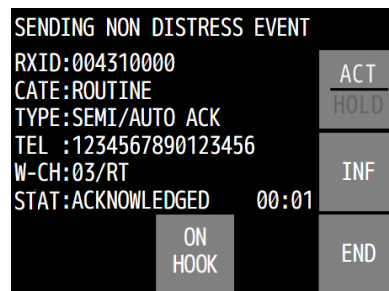 SENDING NON DISTRESS EVENT
RXID:004310000
CATE:ROUTINE
TYPE:SEMI/AUTO ACK
TEL :1234567890123456
W-CH:03/RT
STAT:ACKNOWLEDGED 00:01
ACT
HOLD
INF
ON
HOOK
END